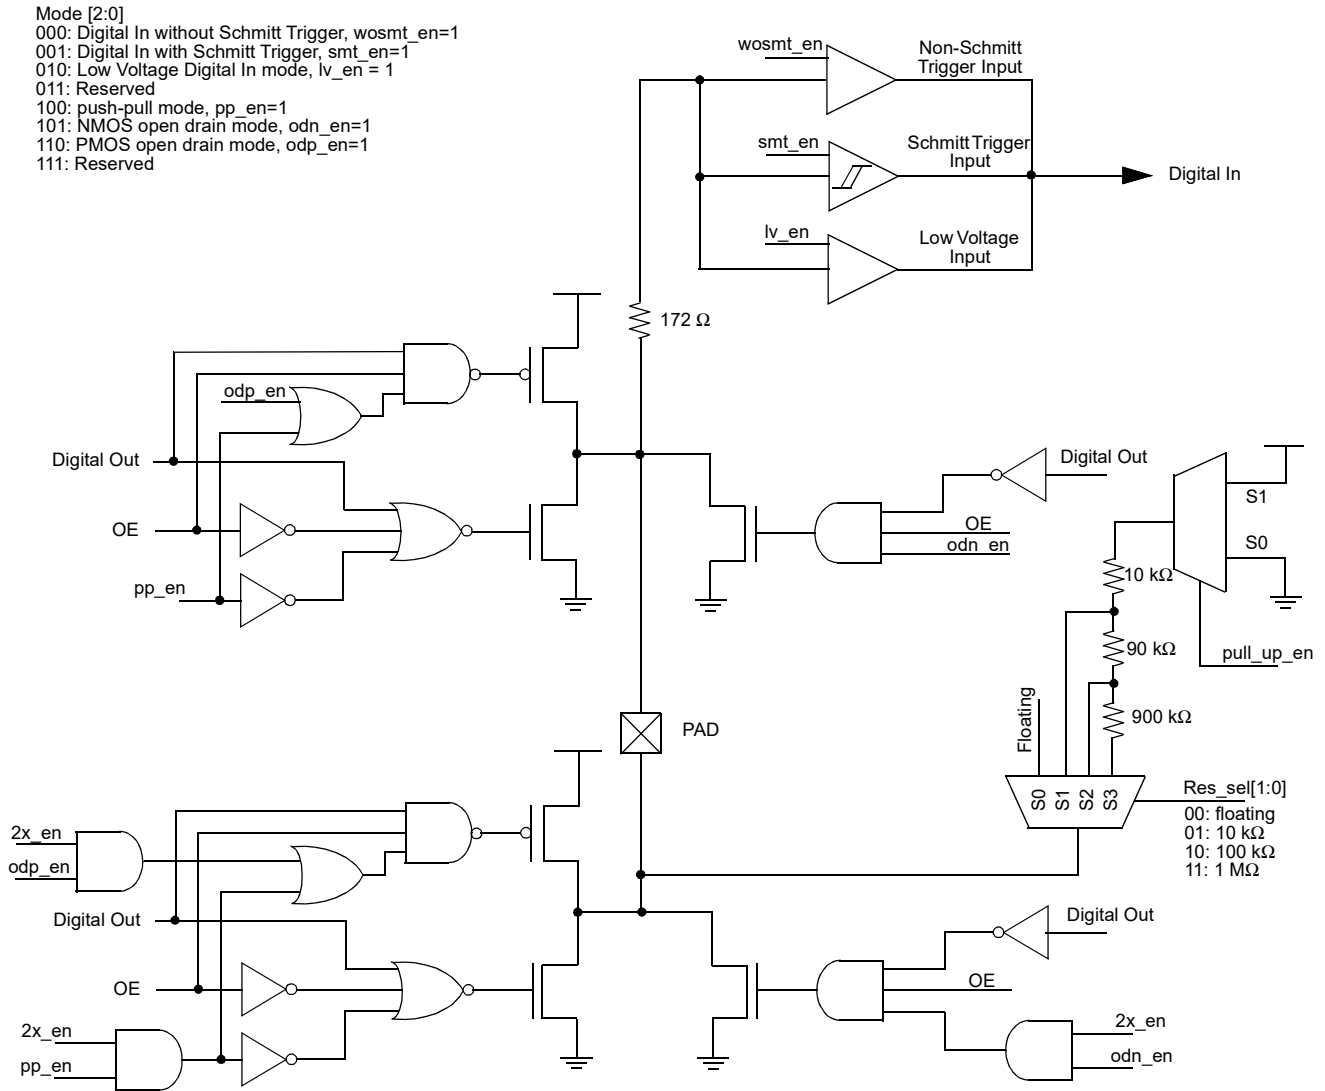 Mode [2:0]
000: Digital In without Schmitt Trigger, wosmt_en=1
001: Digital In with Schmitt Trigger, smt_en=1
010: Low Voltage Digital In mode, lv_en = 1
011: Reserved
100: push-pull mode, pp_en=1
101: NMOS open drain mode, odn_en=1
110: PMOS open drain mode, odp_en=1
111: Reserved
wosmt_en
Non-Schmitt
Trigger Input
smt_en
Schmitt Trigger
Input
Digital In
lv_en
Low Voltage
Input
172 Ω
odp_en
Digital Out
OE
pp_en
Digital Out
OE
odn_en
S1
S0
10 kΩ
90 kΩ
pull_up_en
900 kΩ
Floating
PAD
S0
S1
S2
S3
Res_sel[1:0]
00: floating
01: 10 kΩ
10: 100 kΩ
11: 1 MΩ
2x_en
odp_en
Digital Out
OE
2x_en
pp_en
Digital Out
OE
2x_en
odn_en